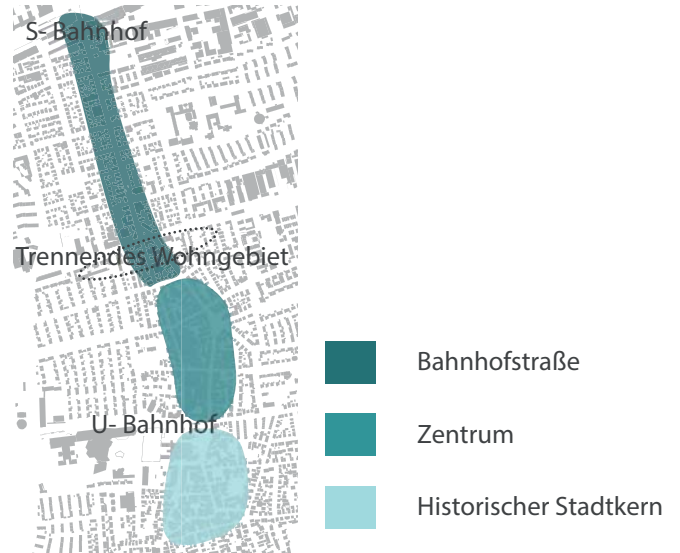 S- Bahnhof
Trennendes Wohngebiet
U- Bahnhof
Bahnhofstraße
Zentrum
Historischer Stadtkern